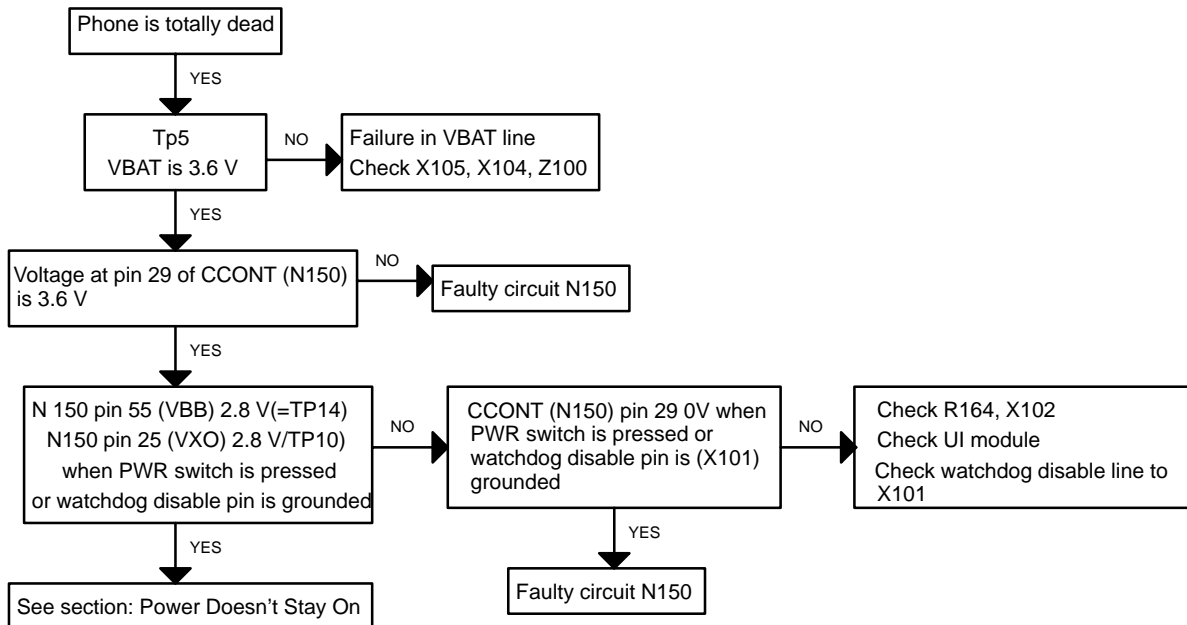 Phone is totally dead
YES
Tp5
VBAT is 3.6 V
NO
Failure in VBAT line
Check X105, X104, Z100
YES
Voltage at pin 29 of CCONT (N150)
is 3.6 V
NO
Faulty circuit N150
YES
N 150 pin 55 (VBB) 2.8 V(=TP14)
N150 pin 25 (VXO) 2.8 V/TP10)
when PWR switch is pressed
or watchdog disable pin is grounded
NO
CCONT (N150) pin 29 0V when
PWR switch is pressed or
watchdog disable pin is (X101)
grounded
NO
Check R164, X102
Check UI module
Check watchdog disable line to
X101
YES
Faulty circuit N150
YES
See section: Power Doesn't Stay On